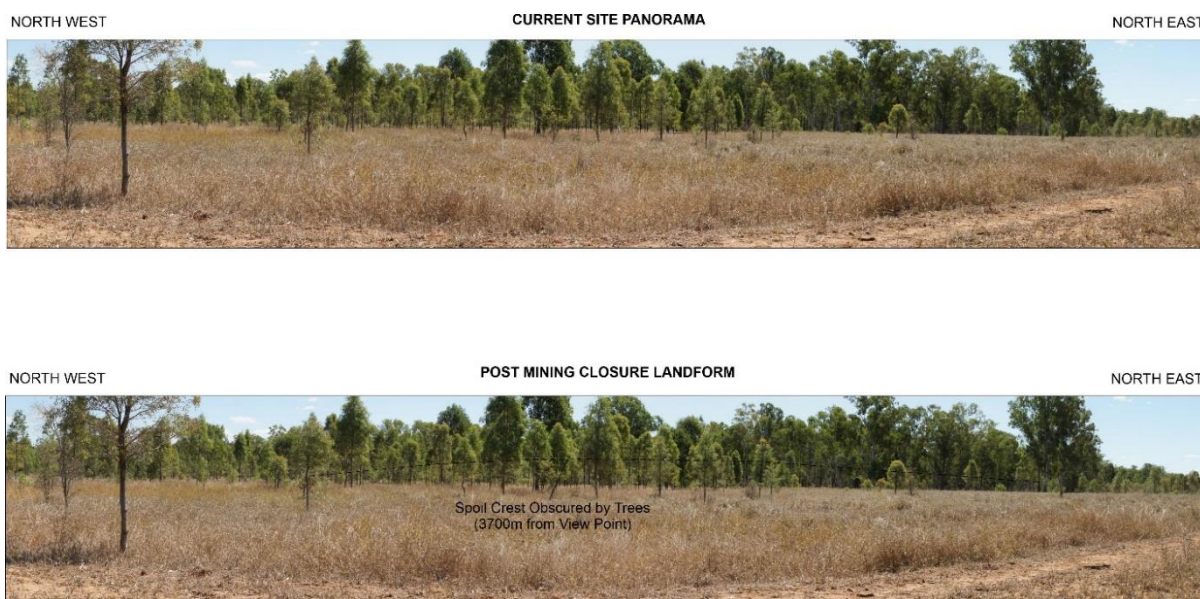 NORTH WEST
CURRENT SITE PANORAMA
NORTH EAST
NORTH WEST
POST MINING CLOSURE LANDFORM
NORTH EAST
Spoil Crest Obscured by Trees
(3700m from View Point)